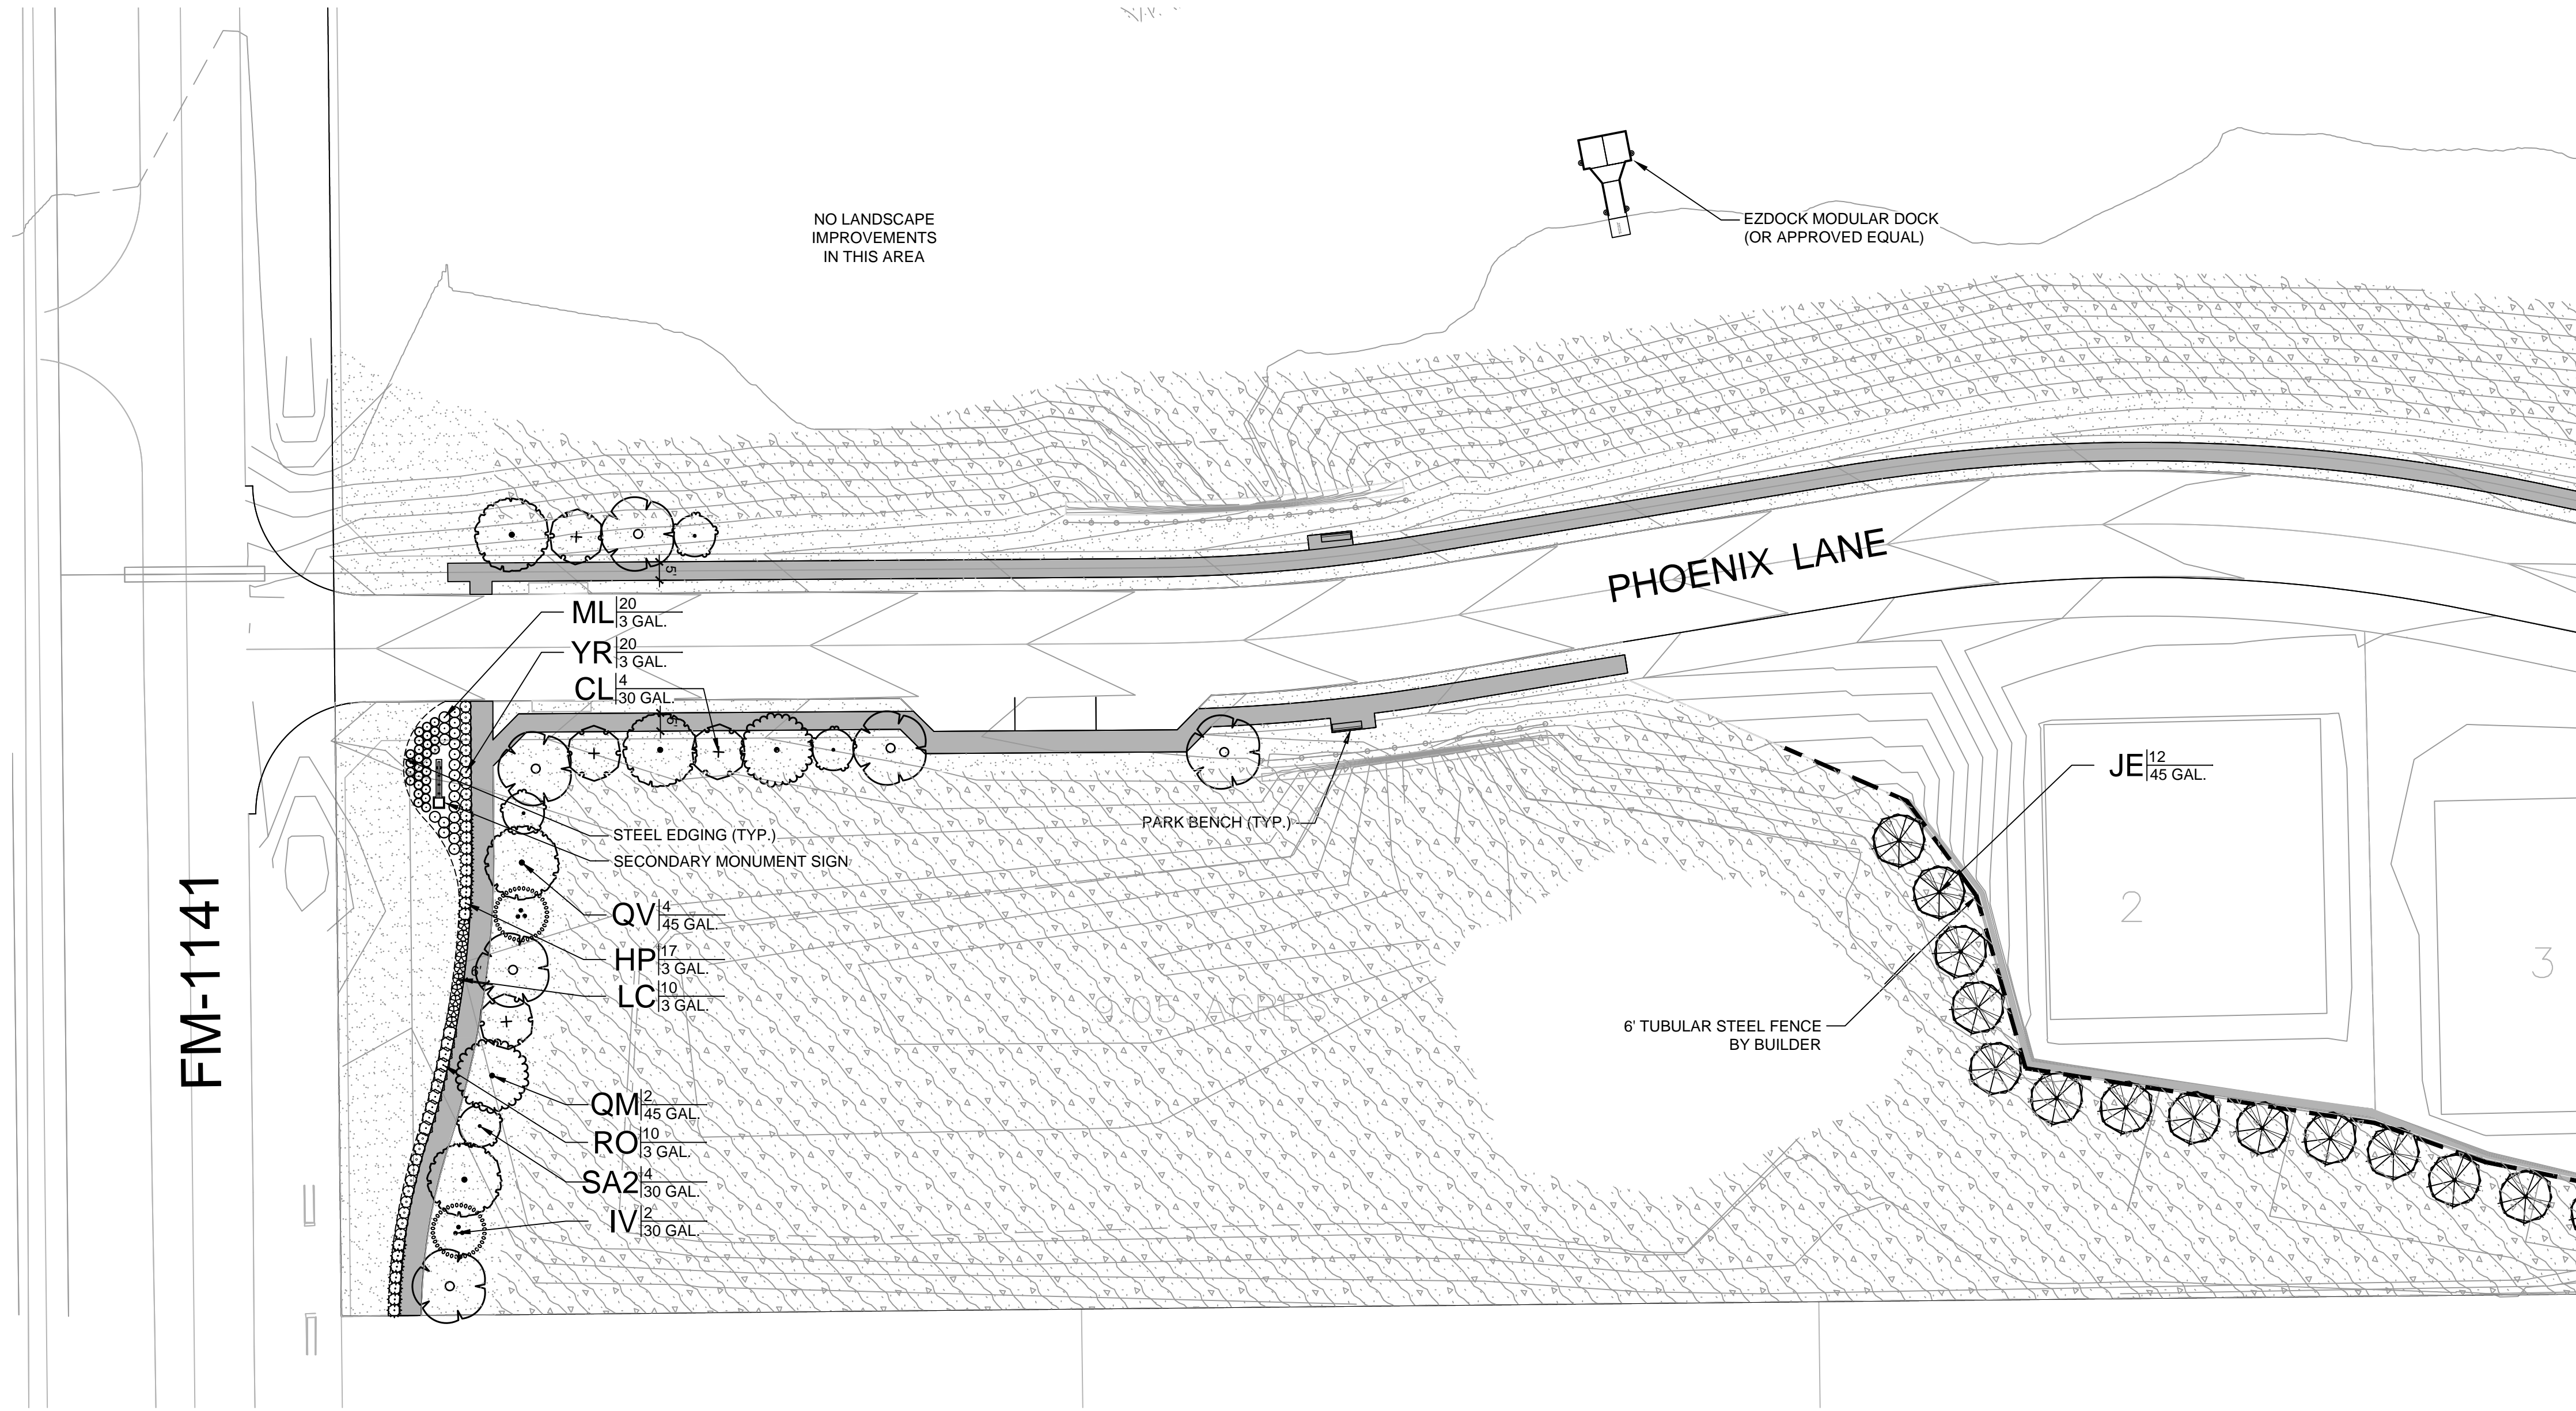 NO LANDSCAPE
IMPROVEMENTS
IN THIS AREA
EZDOCK MODULAR DOCK
(OR APPROVED EQUAL)
PHOENIX LANE
5'
ML 20
3 GAL.
YR 20
3 GAL.
CL 4
30 GAL.
JE 12
45 GAL.
STEEL EDGING (TYP.)
SECONDARY MONUMENT SIGN
PARK BENCH (TYP.)
FM-1141
QV 4
45 GAL.
HP 17
3 GAL.
LC 10
3 GAL.
9.05 ACRES
2
3
6' TUBULAR STEEL FENCE
BY BUILDER
QM 2
45 GAL.
RO 10
3 GAL.
SA2 4
30 GAL.
IV 2
30 GAL.